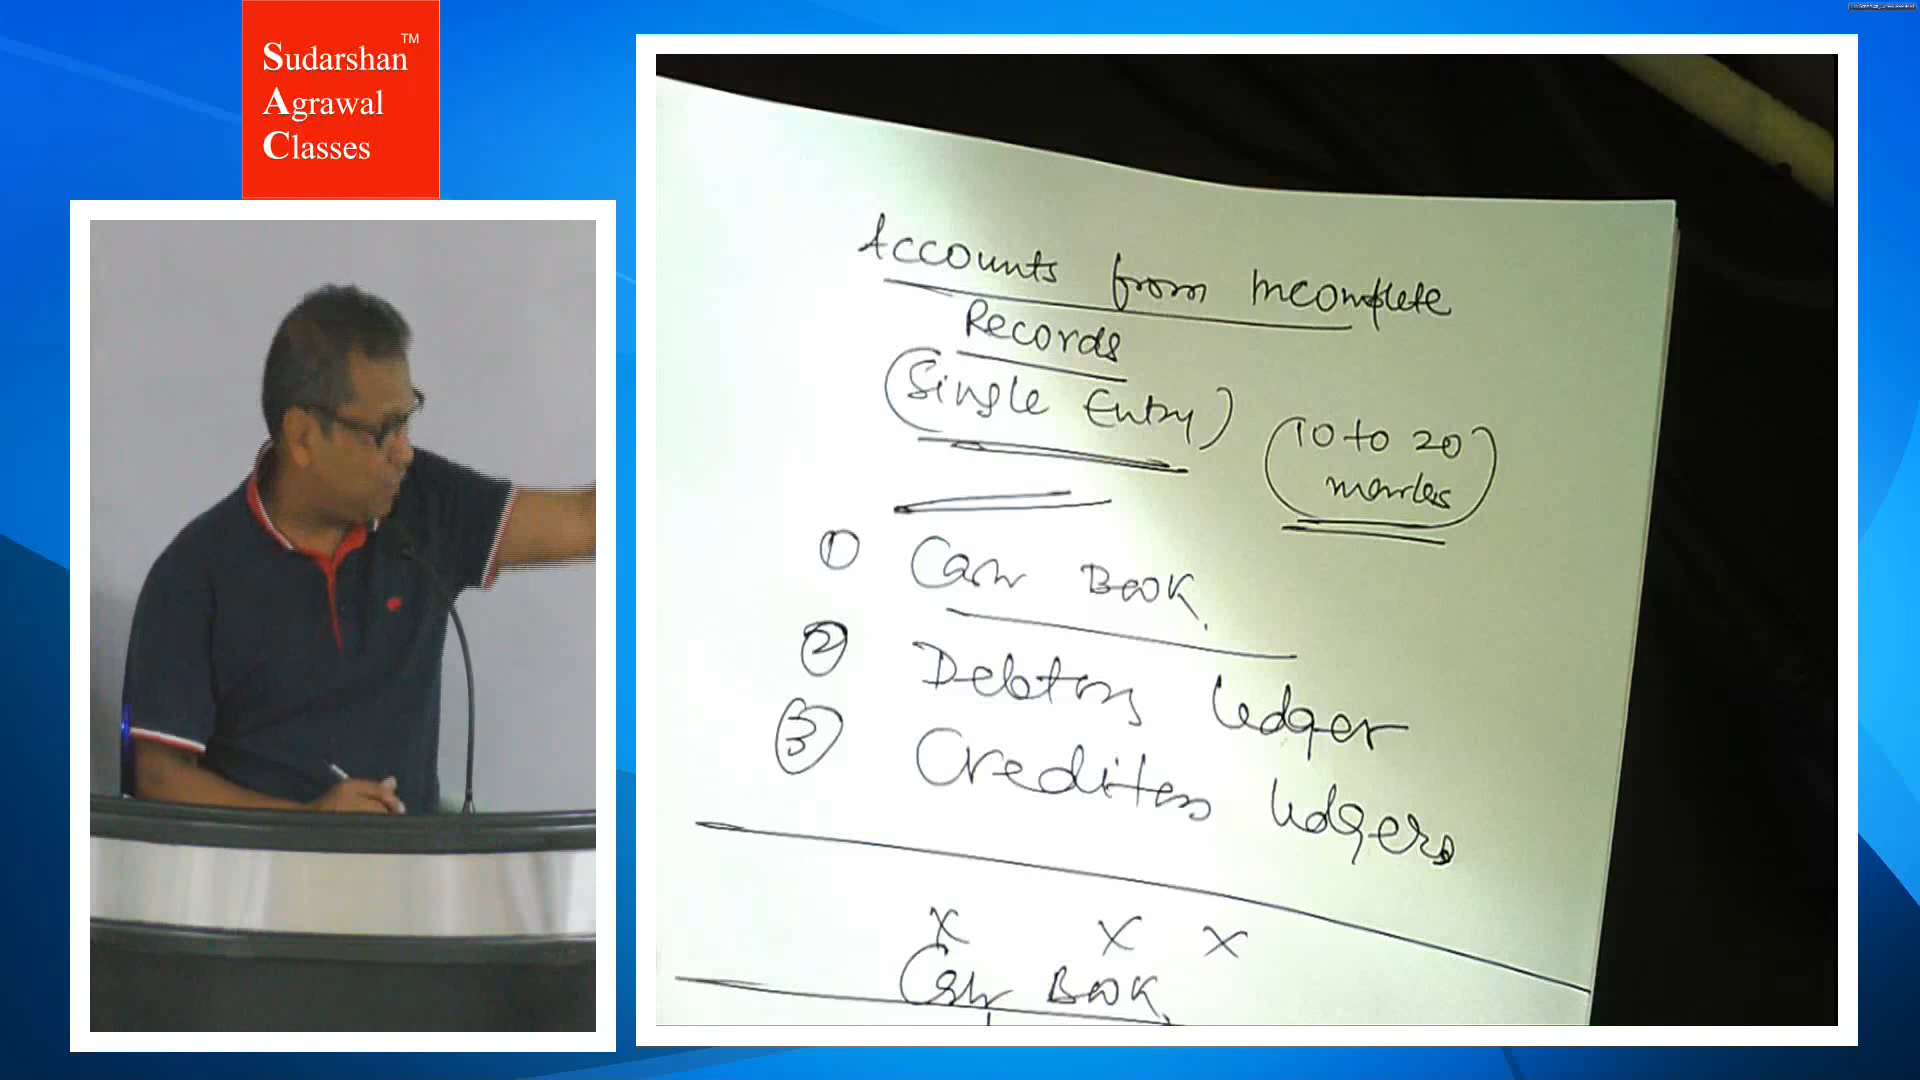 Sudarshan™
Agrawal
Classes
Accounts from Incomplete
Records
(Single Entry)
(10 to 20
marks)
① Cash Book.
② Debtors Ledger
③ Creditors Ledgers
X X X
Cash Book